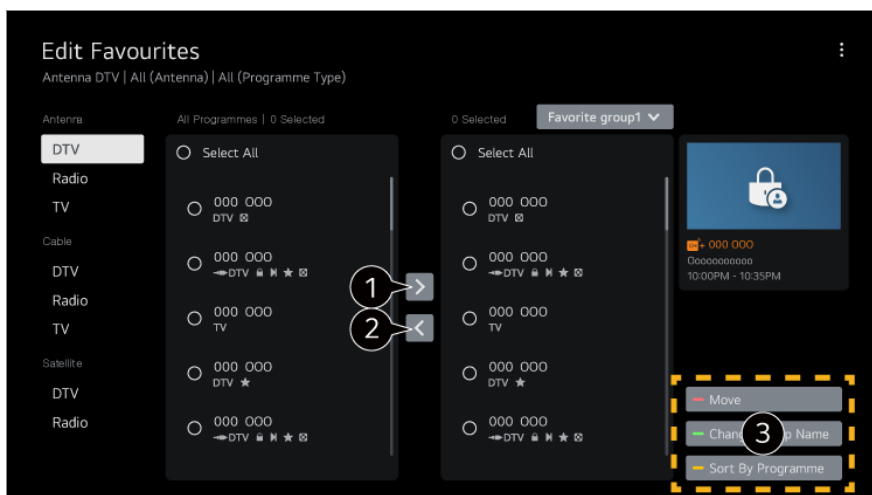 Edit Favourites
Antenna DTV | All (Antenna) | All (Programme Type)
Antenna
DTV
Radio
TV
Cable
DTV
Radio
TV
Satellite
DTV
Radio
All Programmes | 0 Selected
Select All
000 000
DTV
000 000
DTV
000 000
TV
000 000
DTV
000 000
DTV
1
2
0 Selected
Favorite group1
Select All
000 000
DTV
000 000
DTV
000 000
TV
000 000
DTV
000 000
DTV
000 000
Ooooooooooo
10:00PM - 10:35PM
Move
3
Name
Sort By Programme